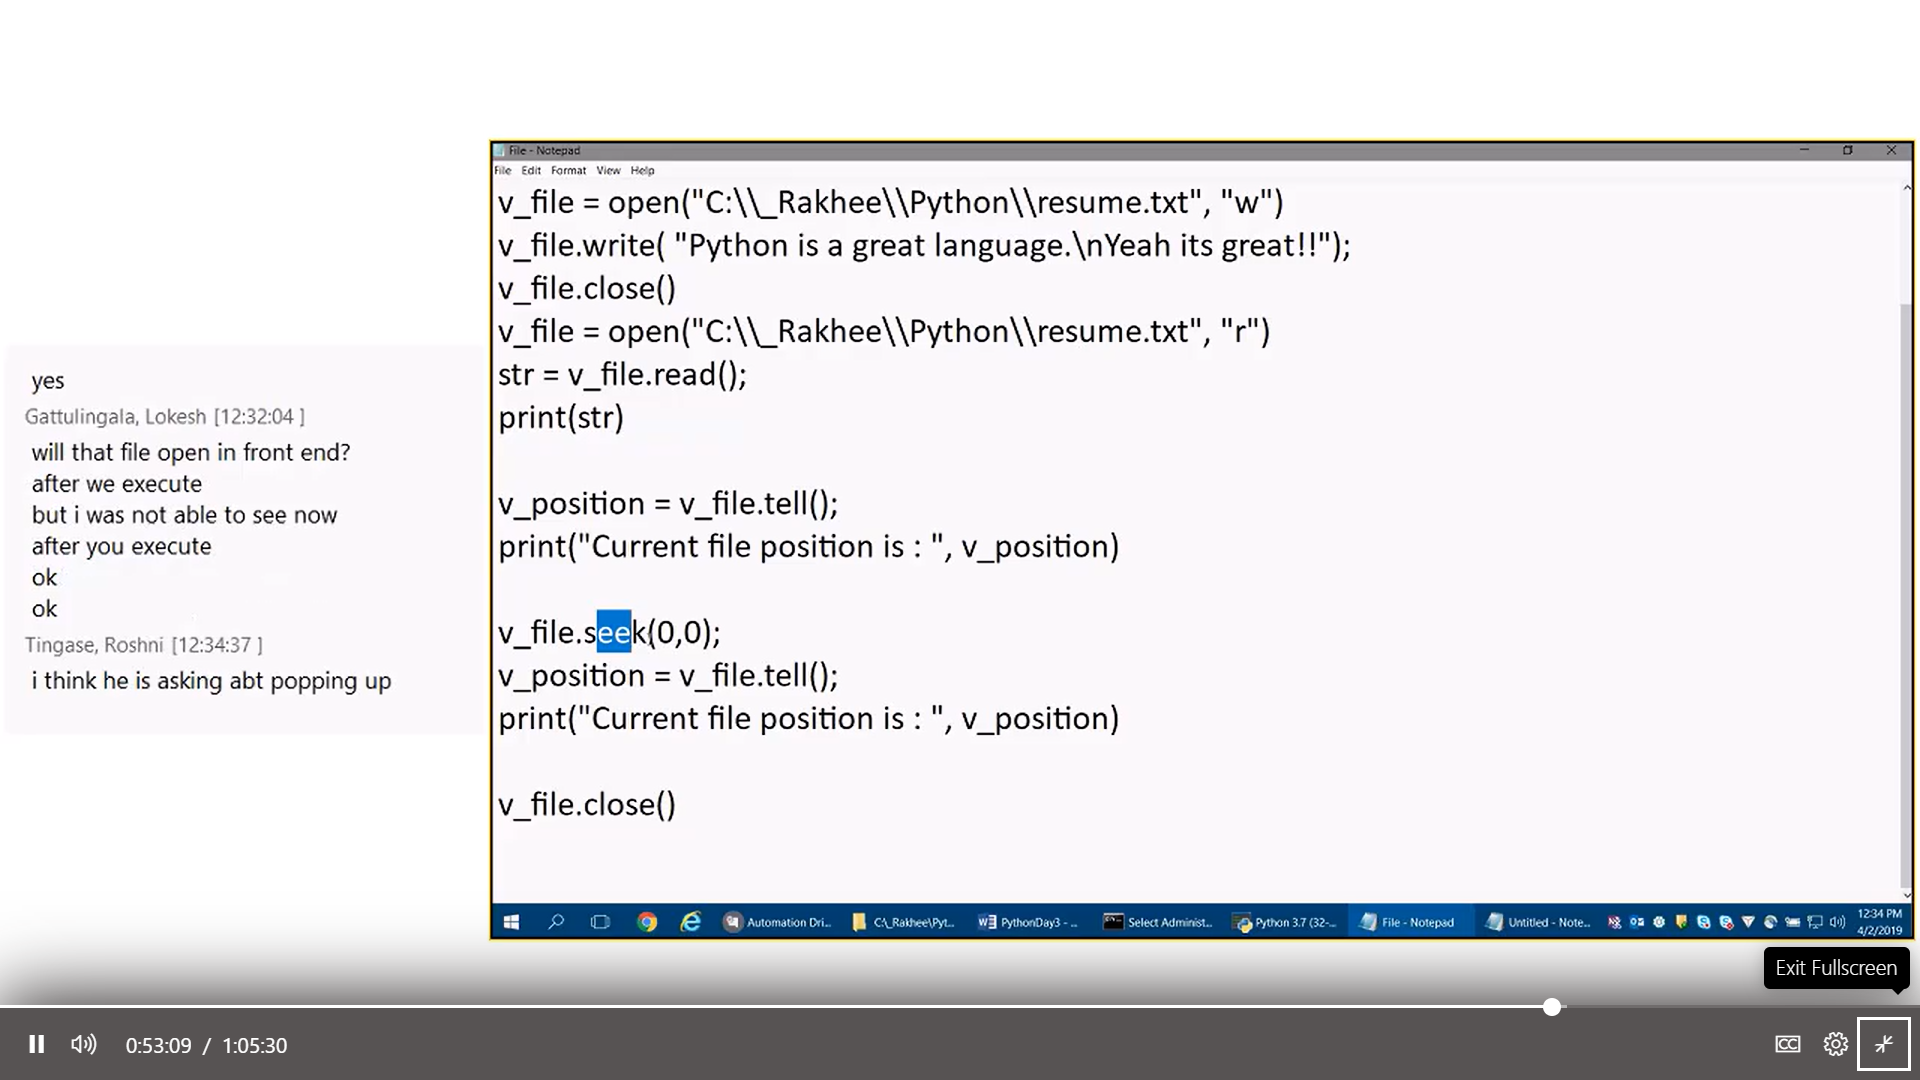 yes
Gattulingala, Lokesh [12:32:04 ]
will that file open in front end?
after we execute
but i was not able to see now
after you execute
ok
ok
Tingase, Roshni [12:34:37 ]
i think he is asking abt popping up
File - Notepad
File Edit Format View Help
v_file = open("C:\\_Rakhee\\Python\\resume.txt", "w")
v_file.write( "Python is a great language.\nYeah its great!!");
v_file.close()
v_file = open("C:\\_Rakhee\\Python\\resume.txt", "r")
str = v_file.read();
print(str)
v_position = v_file.tell();
print("Current file position is : ", v_position)
v_file.seek(0,0);
v_position = v_file.tell();
print("Current file position is : ", v_position)
v_file.close()
Automation Dri... C:\_Rakhee\Pyt... PythonDay3 - ... Select Administ... Python 3.7 (32-... File - Notepad Untitled - Note... 12:34 PM
4/2/2019
Exit Fullscreen
0:53:09 / 1:05:30
CC